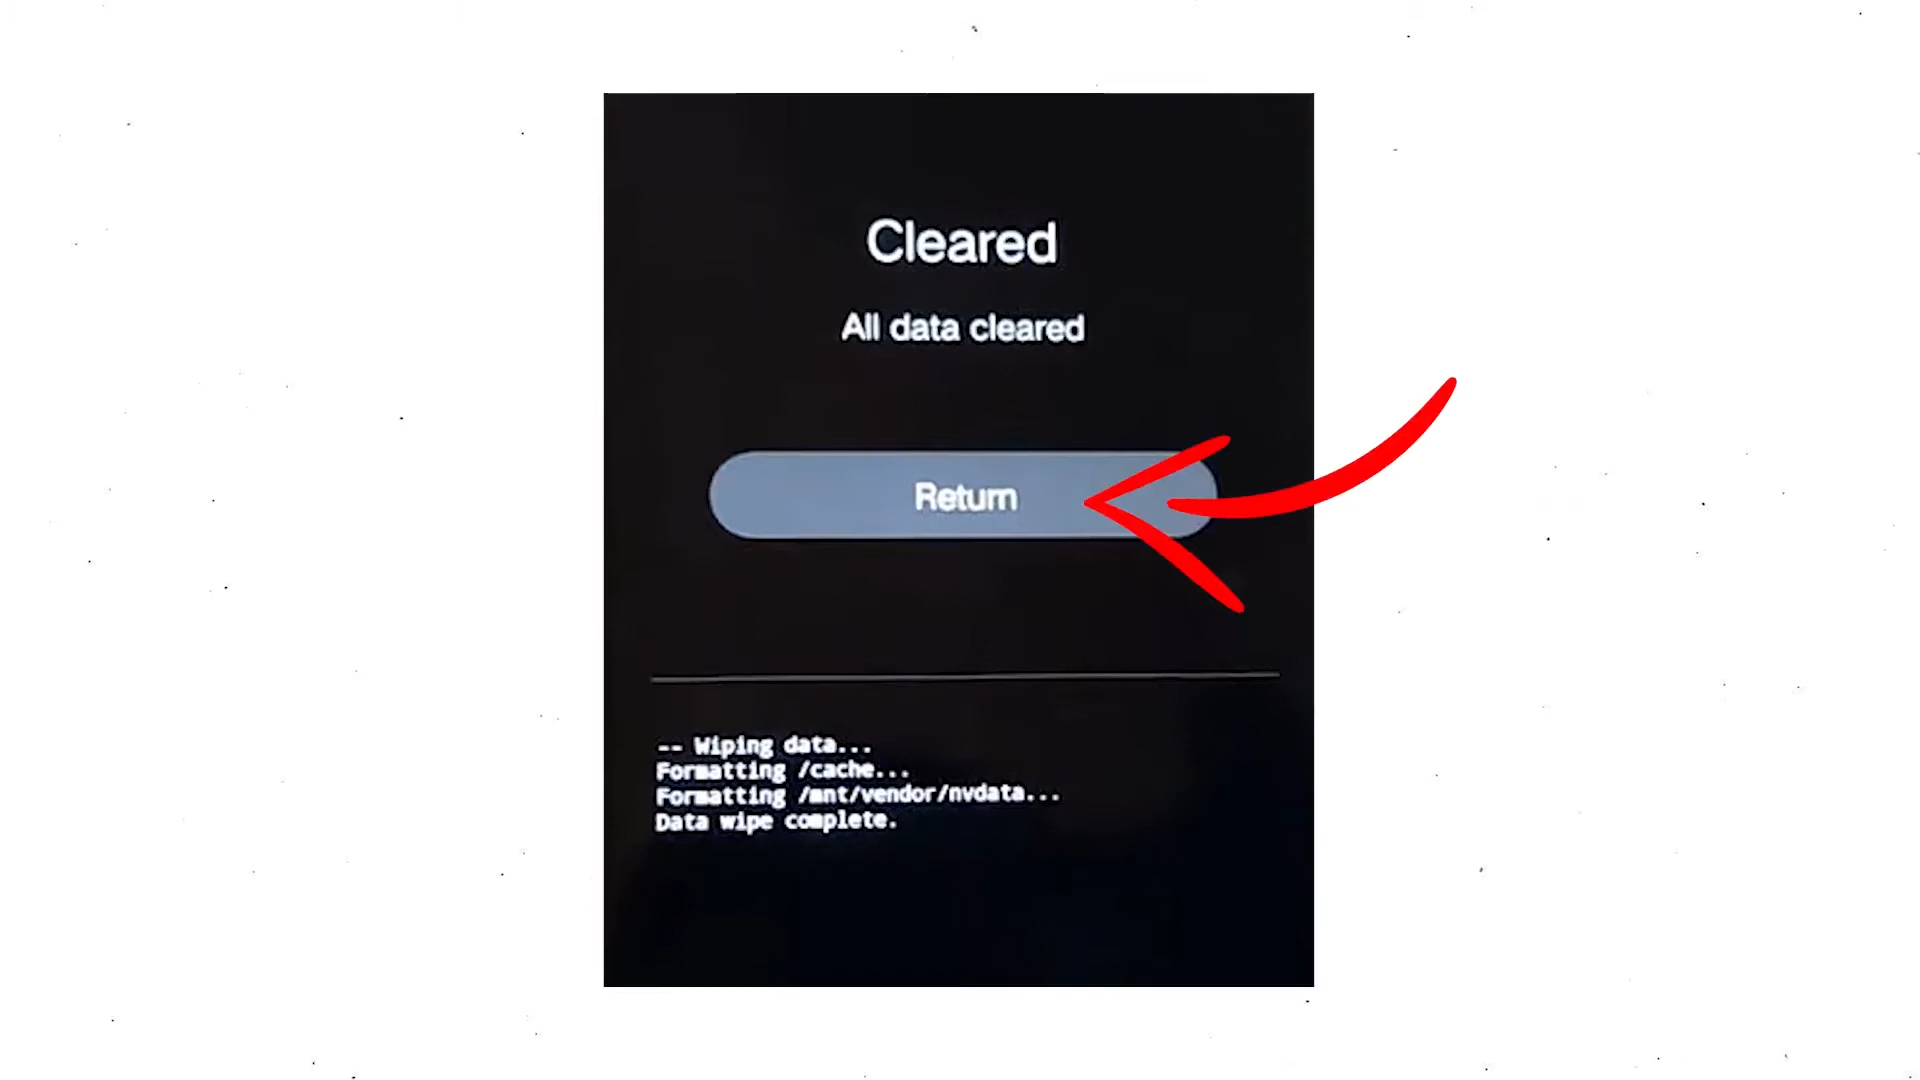 Cleared
All data cleared
Return
-- Wiping data...
Formatting /cache...
Formatting /mnt/vendor/nvdata...
Data wipe complete.